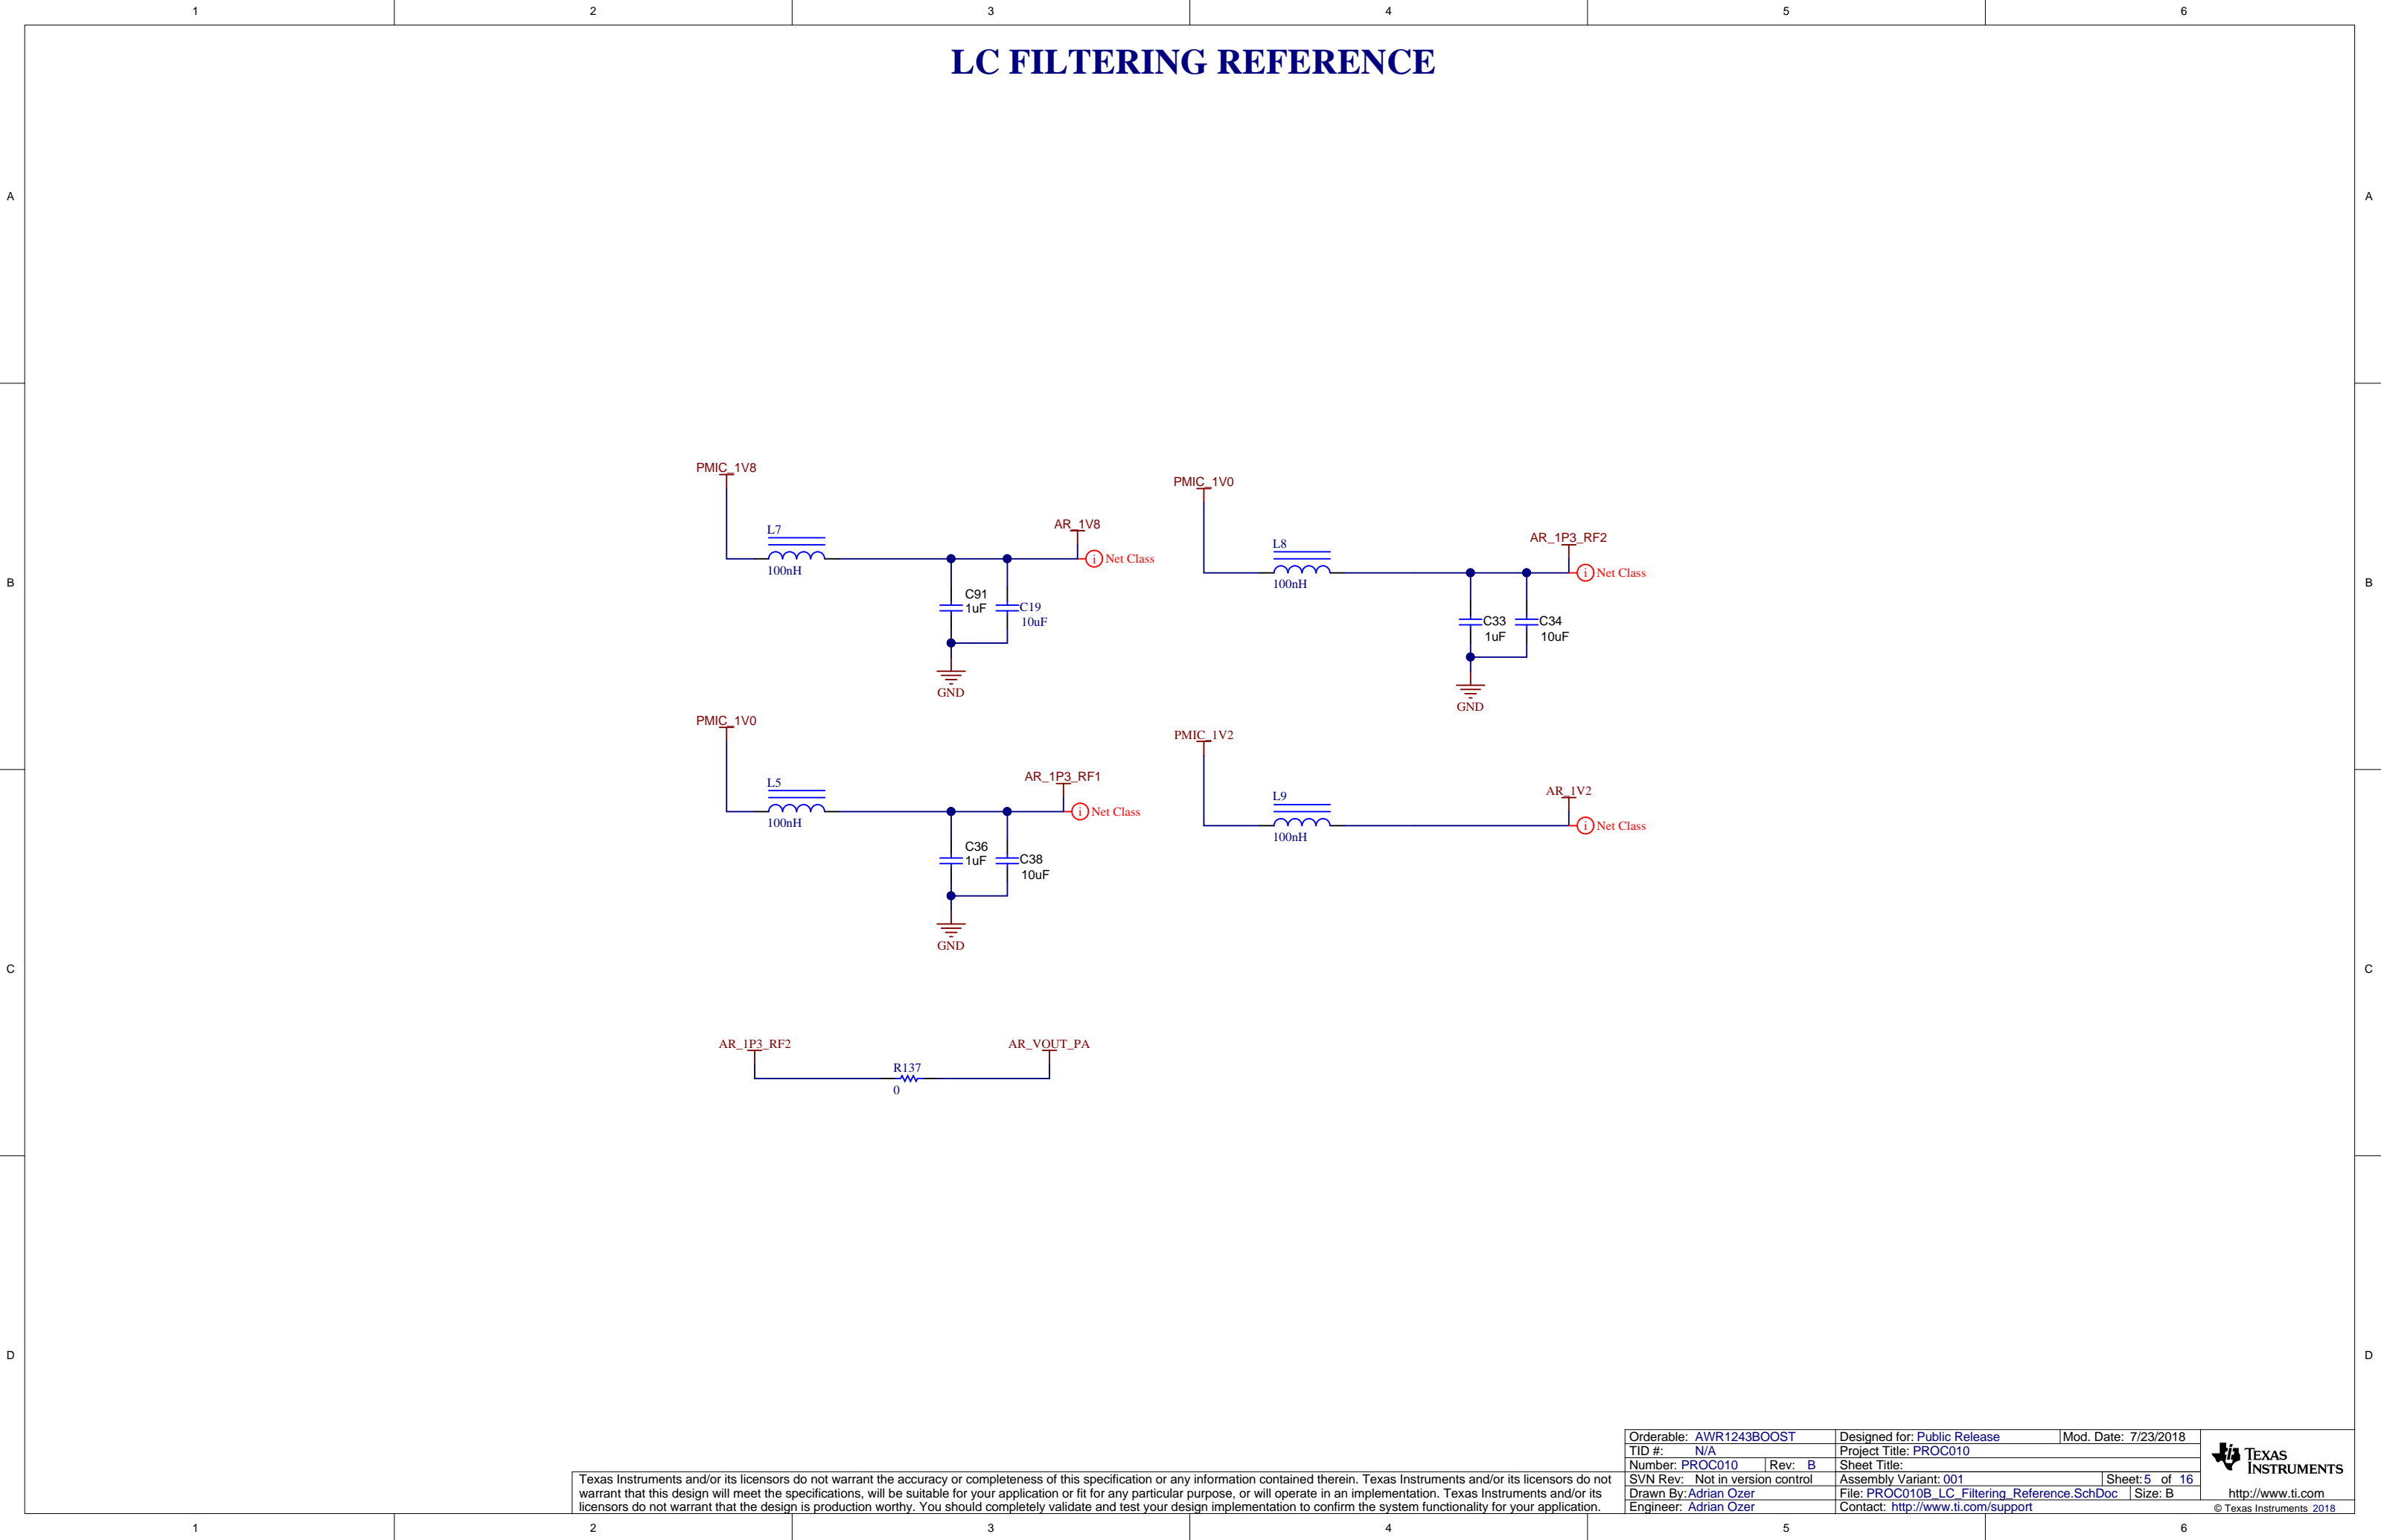 1 2 3 4 5 6
LC FILTERING REFERENCE
A A
PMIC_1V8
L7
100nH
AR_1V8
i Net Class
C91
1uF
C19
10uF
GND
PMIC_1V0
L8
100nH
AR_1P3_RF2
i Net Class
C33
1uF
C34
10uF
GND
B B
PMIC_1V0
L5
100nH
AR_1P3_RF1
i Net Class
C36
1uF
C38
10uF
GND
PMIC_1V2
L9
100nH
AR_1V2
i Net Class
C C
AR_1P3_RF2
R137
0
AR_VOUT_PA
D D
Texas Instruments and/or its licensors do not warrant the accuracy or completeness of this specification or any information contained therein. Texas Instruments and/or its licensors do not
warrant that this design will meet the specifications, will be suitable for your application or fit for any particular purpose, or will operate in an implementation. Texas Instruments and/or its
licensors do not warrant that the design is production worthy. You should completely validate and test your design implementation to confirm the system functionality for your application.
Orderable: AWR1243BOOST Designed for: Public Release Mod. Date: 7/23/2018
TID #: N/A Project Title: PROC010
Number: PROC010 Rev: B Sheet Title:
SVN Rev: Not in version control Assembly Variant: 001 Sheet: 5 of 16
Drawn By: Adrian Ozer File: PROC010B_LC_Filtering_Reference.SchDoc Size: B
Engineer: Adrian Ozer Contact: http://www.ti.com/support
TEXAS
INSTRUMENTS
http://www.ti.com
© Texas Instruments 2018
1 2 3 4 5 6